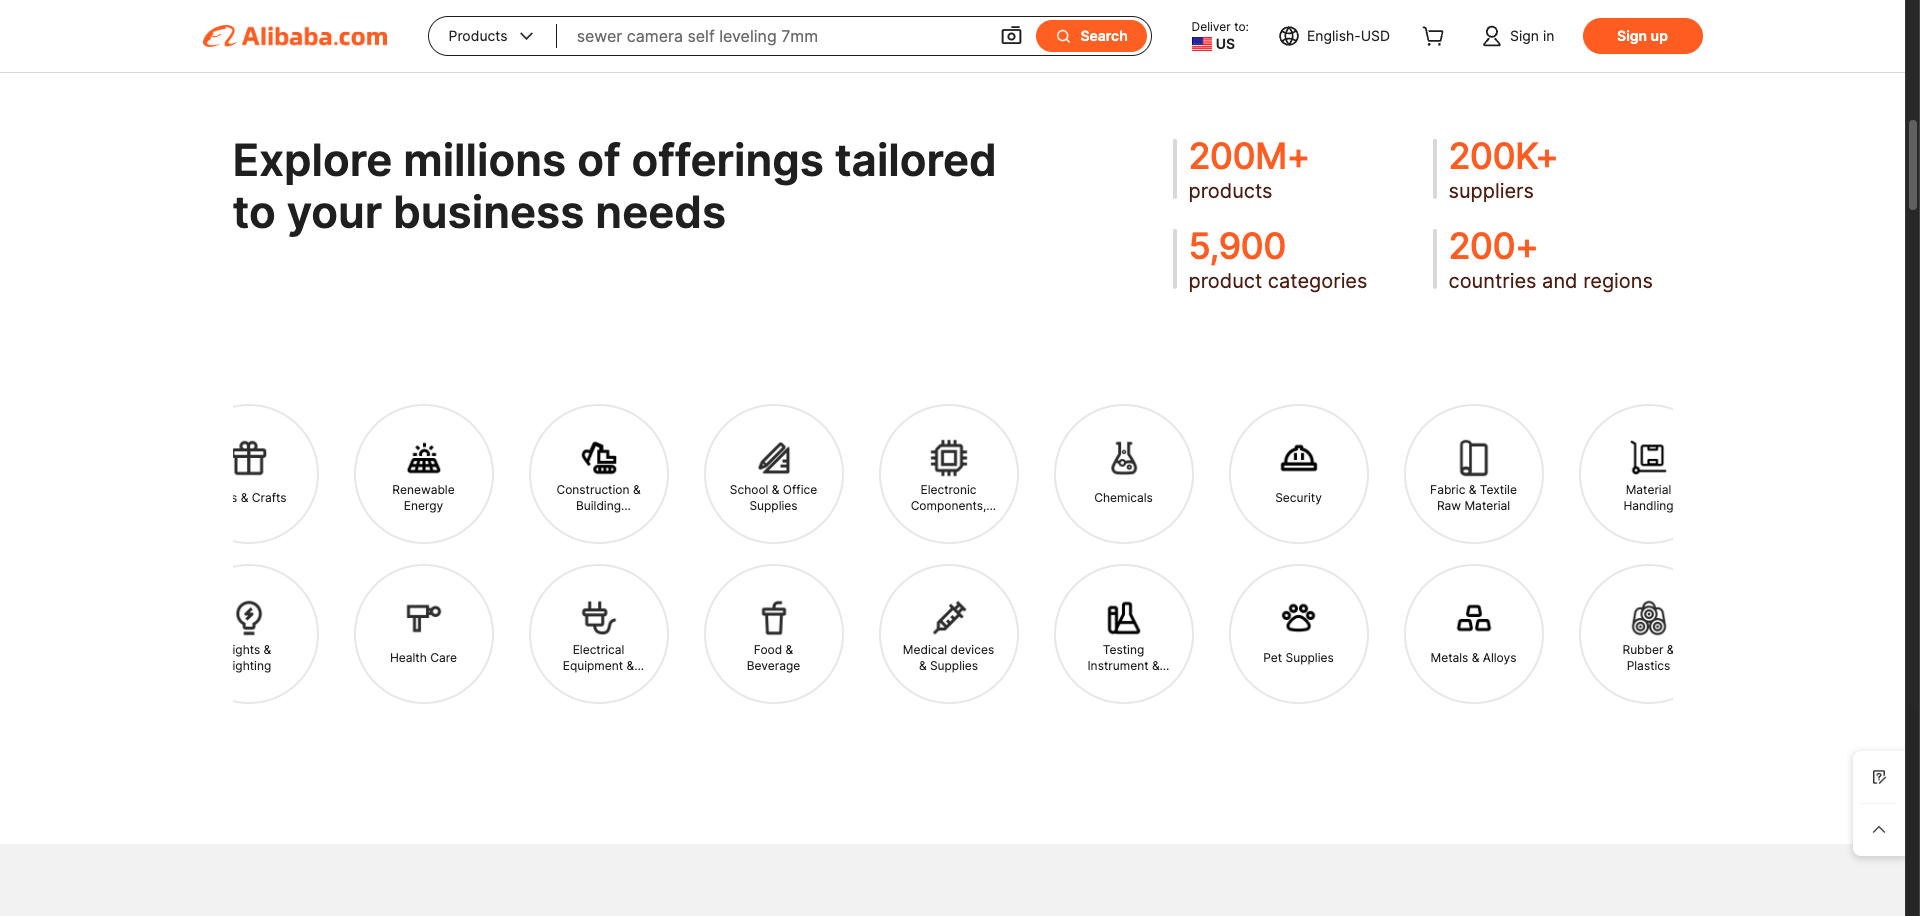 Alibaba.com
Products
sewer camera self leveling 7mm
Search
Deliver to:
US
English-USD
Sign in
Sign up
Explore millions of offerings tailored
to your business needs
200M+
products
200K+
suppliers
5,900
product categories
200+
countries and regions
s & Crafts
Renewable
Energy
Construction &
Building...
School & Office
Supplies
Electronic
Components,...
Chemicals
Security
Fabric & Textile
Raw Material
Material
Handling
ights &
ighting
Health Care
Electrical
Equipment &...
Food &
Beverage
Medical devices
& Supplies
Testing
Instrument &...
Pet Supplies
Metals & Alloys
Rubber &
Plastics